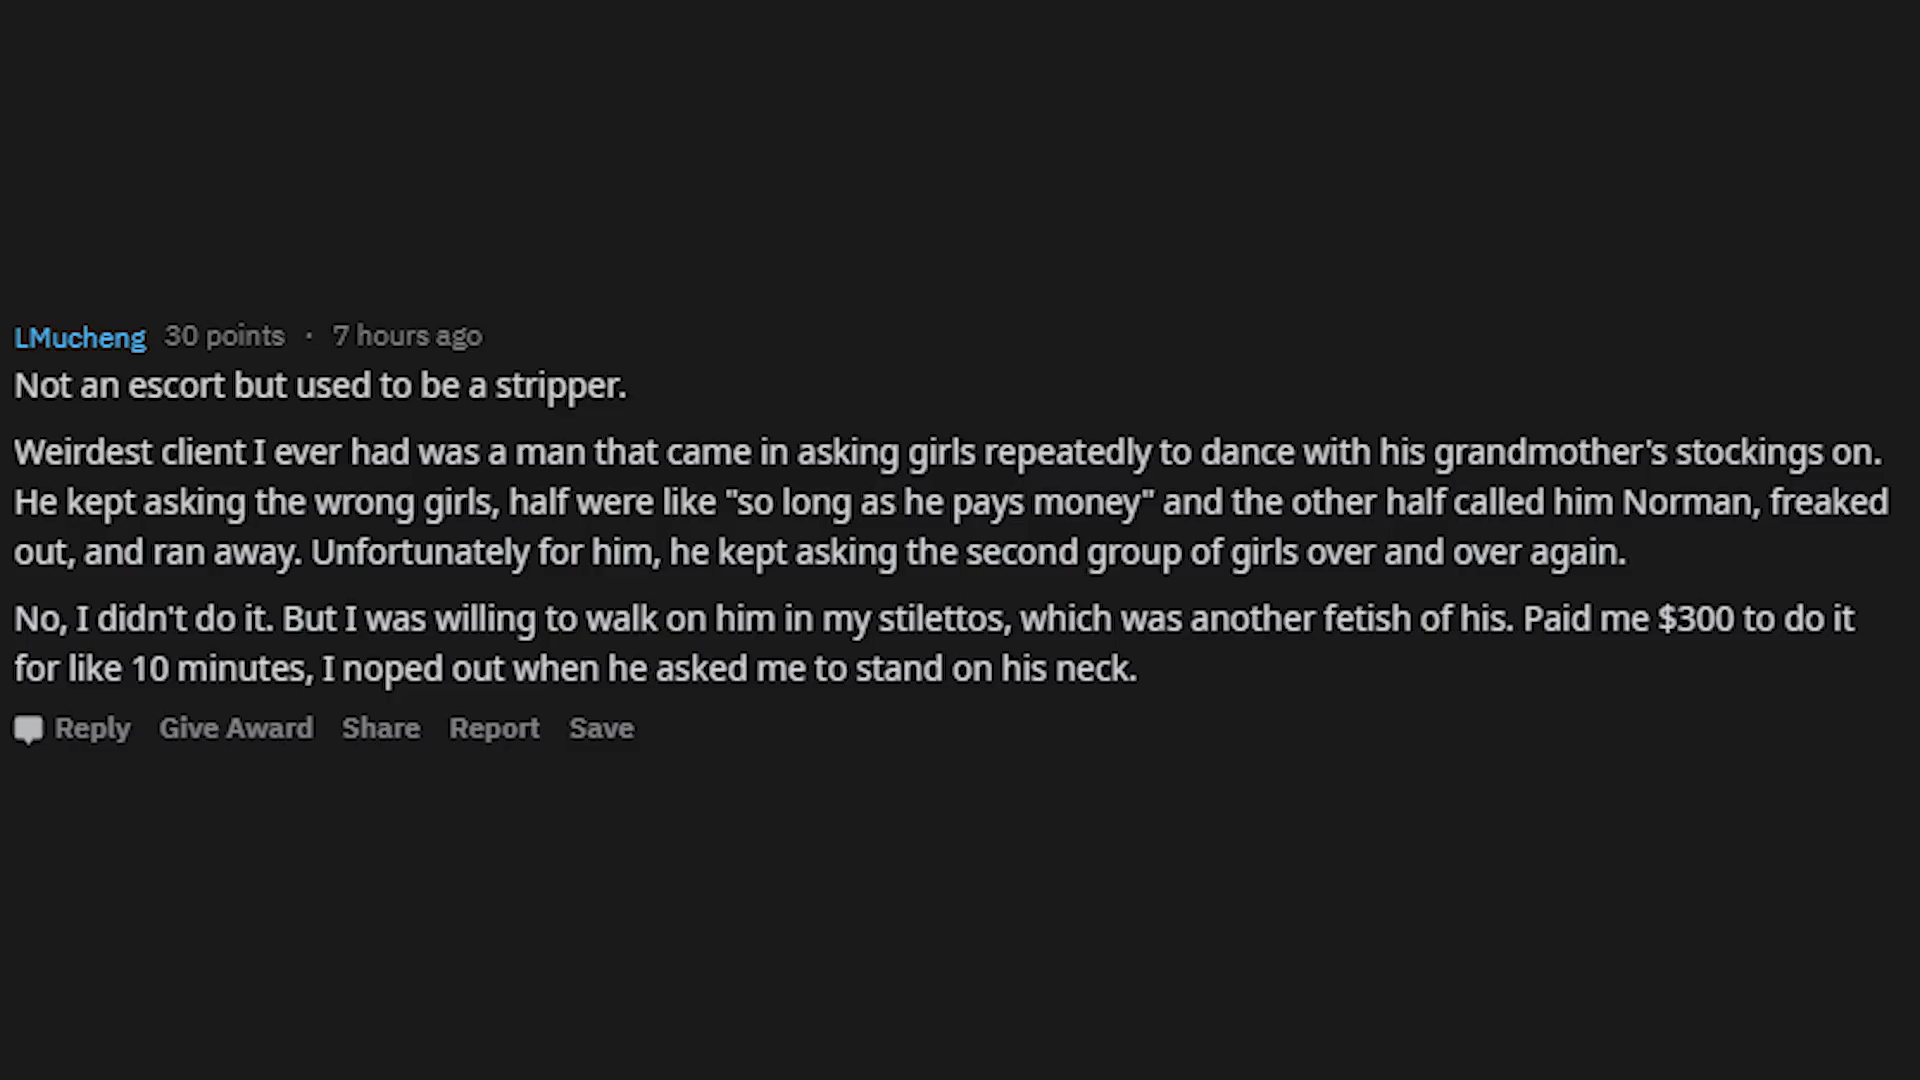 LMucheng 30 points · 7 hours ago
Not an escort but used to be a stripper.
Weirdest client I ever had was a man that came in asking girls repeatedly to dance with his grandmother's stockings on.
He kept asking the wrong girls, half were like "so long as he pays money" and the other half called him Norman, freaked
out, and ran away. Unfortunately for him, he kept asking the second group of girls over and over again.
No, I didn't do it. But I was willing to walk on him in my stilettos, which was another fetish of his. Paid me $300 to do it
for like 10 minutes, I noped out when he asked me to stand on his neck.
Reply Give Award Share Report Save